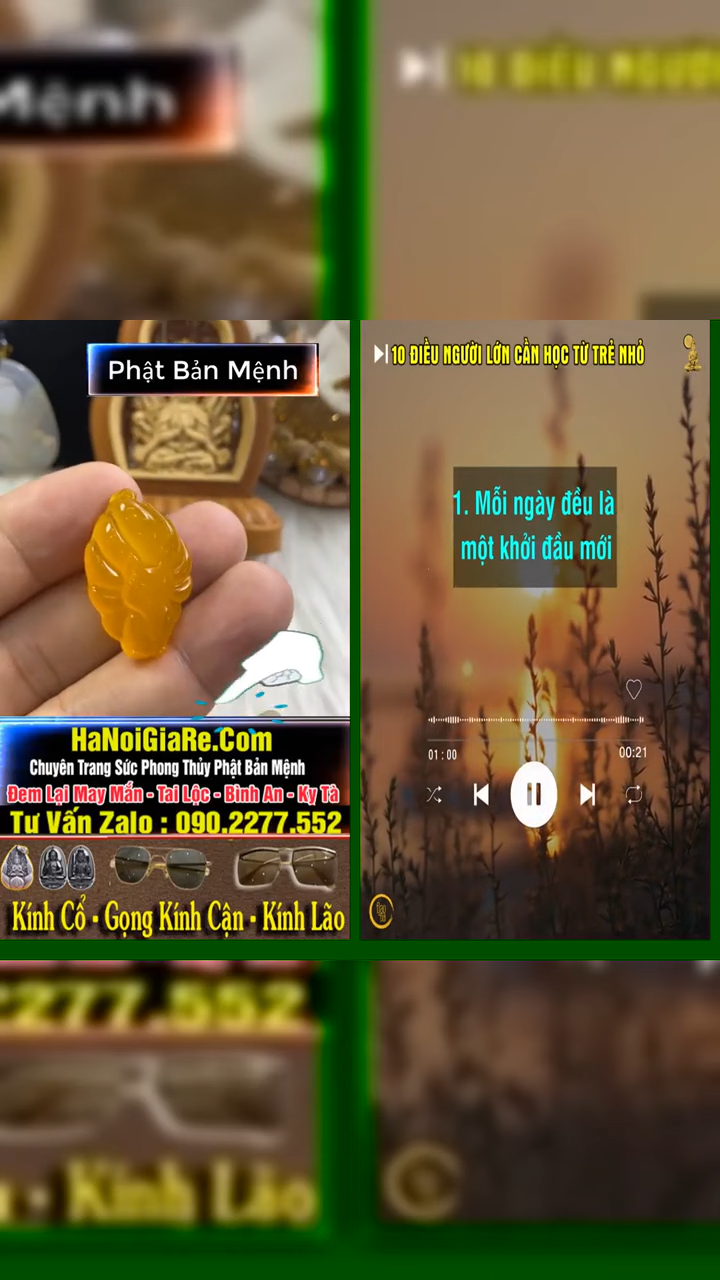 Mệnh
Phật Bản Mệnh
HaNoiGiaRe.Com
Chuyên Trang Sức Phong Thủy Phật Bản Mệnh
Đem Lại May Mắn - Tài Lộc - Bình An - Kỵ Tà
Tư Vấn Zalo : 090.2277.552
Kính Cổ - Gọng Kính Cận - Kính Lão
10 ĐIỀU NGƯỜI LỚN CẦN HỌC TỪ TRẺ NHỎ
1. Mỗi ngày đều là
một khởi đầu mới
01 : 00
00:21
2277.552
- Kính Lão